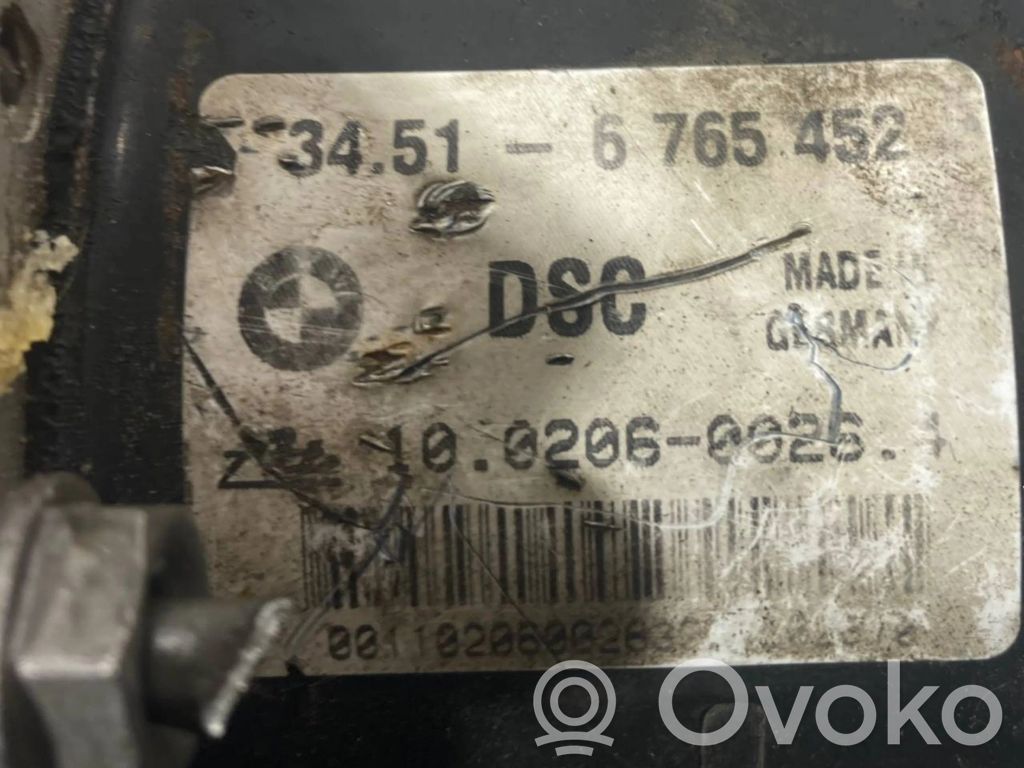 34.51 - 6 765 452
DSC
MADE IN
GERMANY
10.0206-0026.
Ovoko